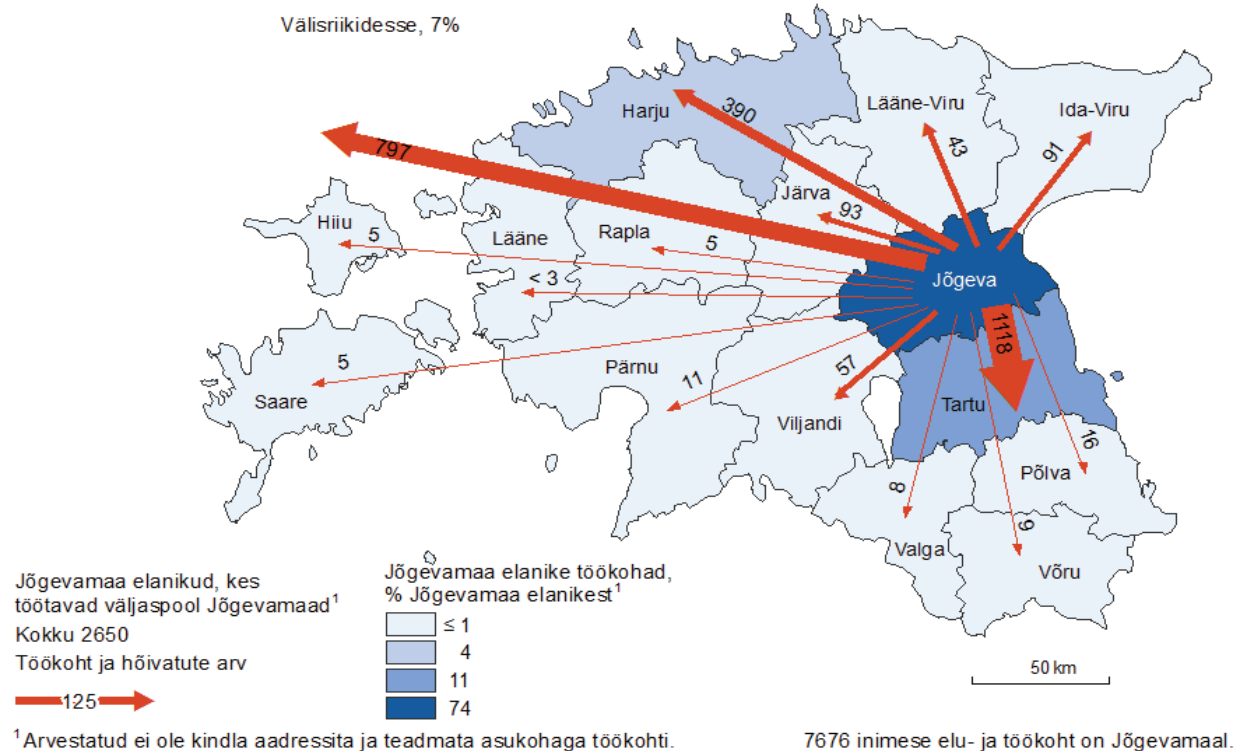 Välisriikidesse, 7%
Harju
390
Lääne-Viru
43
Ida-Viru
91
797
Järva
93
Hiiu
5
Lääne
Rapla
5
< 3
Jõgeva
1118
5
Saare
Pärnu
11
57
Viljandi
Tartu
16
Põlva
8
Valga
9
Võru
Jõgevamaa elanikud, kes
töötavad väljaspool Jõgevamaad¹
Kokku 2650
Töökoht ja hõivatute arv
125
Jõgevamaa elanike töökohad,
% Jõgevamaa elanikest¹
≤ 1
4
11
74
50 km
¹Arvestatud ei ole kindla aadressita ja teadmata asukohaga töökohti.
7676 inimese elu- ja töökoht on Jõgevamaal.